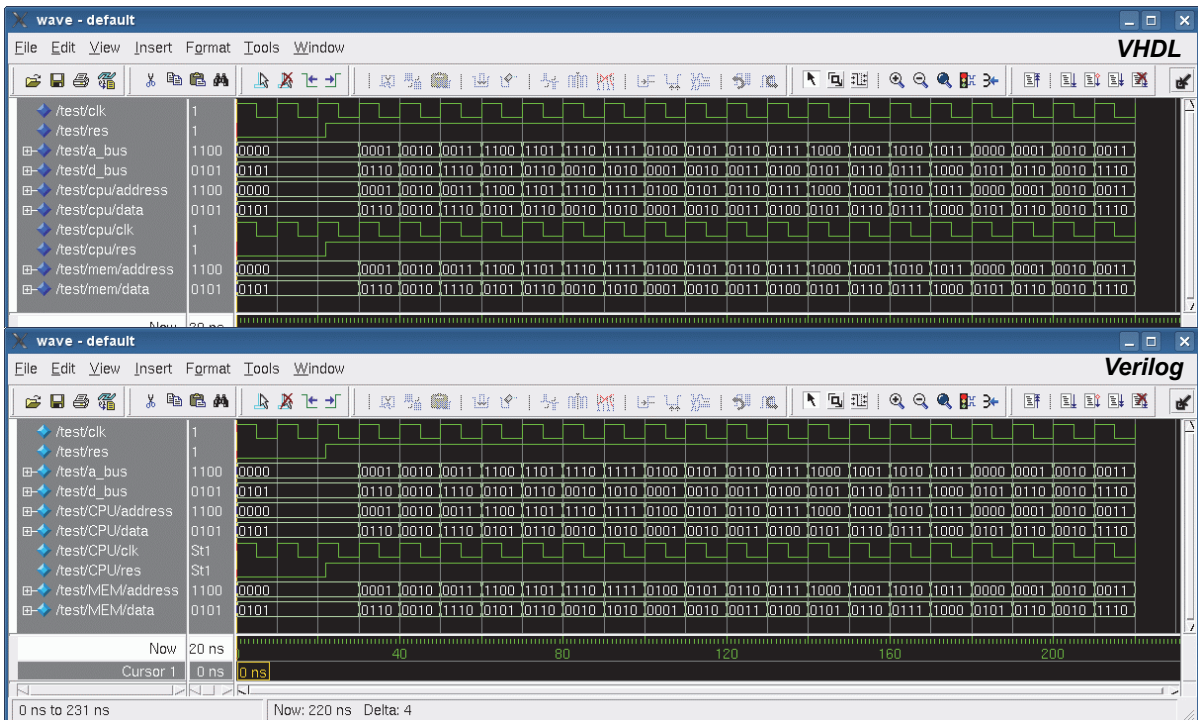 wave - default
File Edit View Insert Format Tools Window VHDL
/test/clk 1
/test/res 1
/test/a_bus 1100 0000 0001 0010 0011 1100 1101 1110 1111 0100 0101 0110 0111 1000 1001 1010 1011 0000 0001 0010 0011
/test/d_bus 0101 0101 0110 0010 1110 0101 0110 0010 1010 0001 0010 0011 0100 0101 0110 0111 1000 0101 0110 0010 1110
/test/cpu/address 1100 0000 0001 0010 0011 1100 1101 1110 1111 0100 0101 0110 0111 1000 1001 1010 1011 0000 0001 0010 0011
/test/cpu/data 0101 0101 0110 0010 1110 0101 0110 0010 1010 0001 0010 0011 0100 0101 0110 0111 1000 0101 0110 0010 1110
/test/cpu/clk 1
/test/cpu/res 1
/test/mem/address 1100 0000 0001 0010 0011 1100 1101 1110 1111 0100 0101 0110 0111 1000 1001 1010 1011 0000 0001 0010 0011
/test/mem/data 0101 0101 0110 0010 1110 0101 0110 0010 1010 0001 0010 0011 0100 0101 0110 0111 1000 0101 0110 0010 1110
wave - default
File Edit View Insert Format Tools Window Verilog
/test/clk 1
/test/res 1
/test/a_bus 1100 0000 0001 0010 0011 1100 1101 1110 1111 0100 0101 0110 0111 1000 1001 1010 1011 0000 0001 0010 0011
/test/d_bus 0101 0101 0110 0010 1110 0101 0110 0010 1010 0001 0010 0011 0100 0101 0110 0111 1000 0101 0110 0010 1110
/test/CPU/address 1100 0000 0001 0010 0011 1100 1101 1110 1111 0100 0101 0110 0111 1000 1001 1010 1011 0000 0001 0010 0011
/test/CPU/data 0101 0101 0110 0010 1110 0101 0110 0010 1010 0001 0010 0011 0100 0101 0110 0111 1000 0101 0110 0010 1110
/test/CPU/clk St1
/test/CPU/res St1
/test/MEM/address 1100 0000 0001 0010 0011 1100 1101 1110 1111 0100 0101 0110 0111 1000 1001 1010 1011 0000 0001 0010 0011
/test/MEM/data 0101 0101 0110 0010 1110 0101 0110 0010 1010 0001 0010 0011 0100 0101 0110 0111 1000 0101 0110 0010 1110
Now 20 ns 40 80 120 160 200
Cursor 1 0 ns 0 ns
0 ns to 231 ns Now: 220 ns Delta: 4